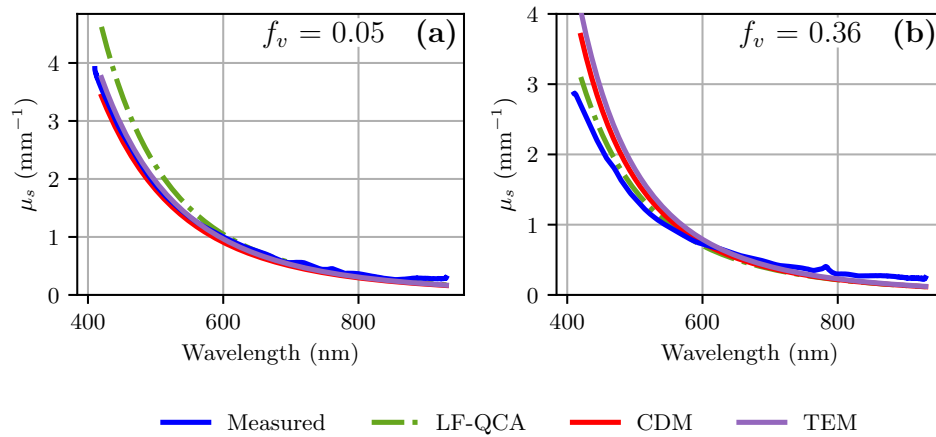 f_v = 0.05 (a)
4
3
2
1
0
μ_s (mm⁻¹)
400 600 800
Wavelength (nm)
f_v = 0.36 (b)
4
3
2
1
0
μ_s (mm⁻¹)
400 600 800
Wavelength (nm)
Measured LF-QCA CDM TEM